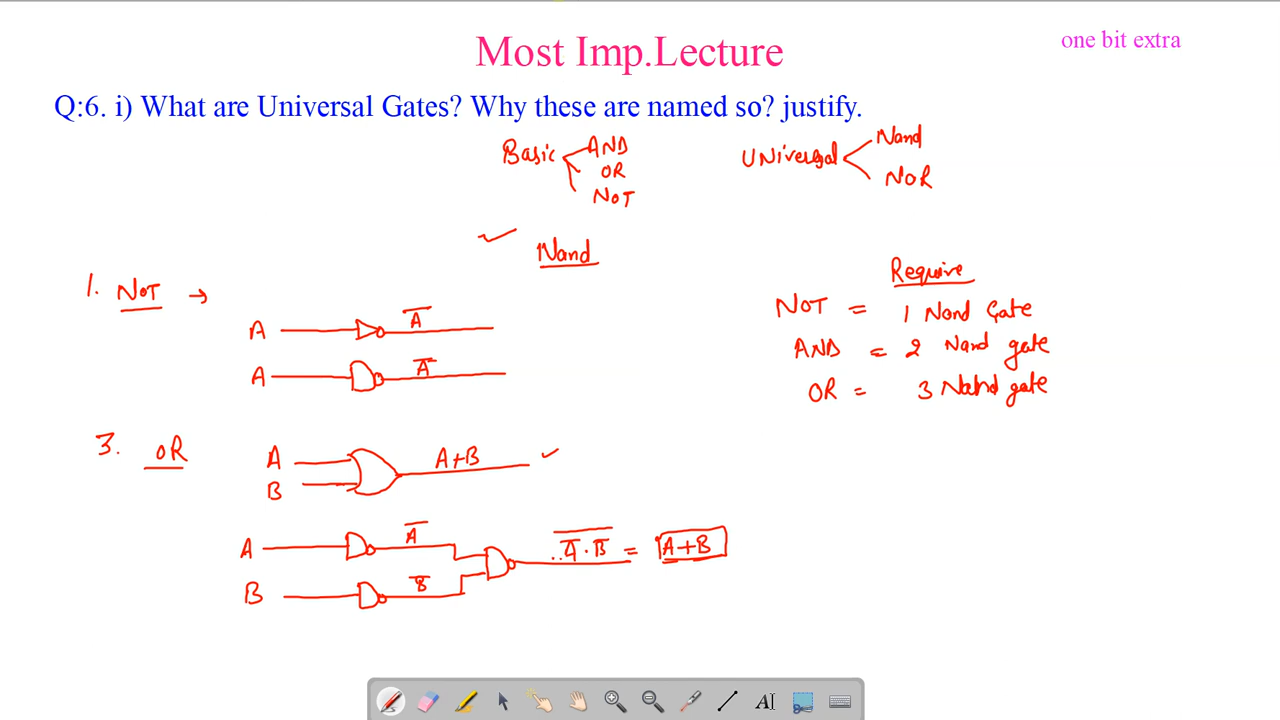 Most Imp.Lecture
one bit extra
Q:6. i) What are Universal Gates? Why these are named so? justify.
Basic AND
OR
NOT
UNiversal Nand
NOR
Nand
1. NOT →
A A̅
A A̅
Require
NOT = 1 Nand Gate
AND = 2 Nand gate
OR = 3 Nand gate
3. OR
A A+B
B
A A̅
B B̅
A̅·B̅ = A+B
AI